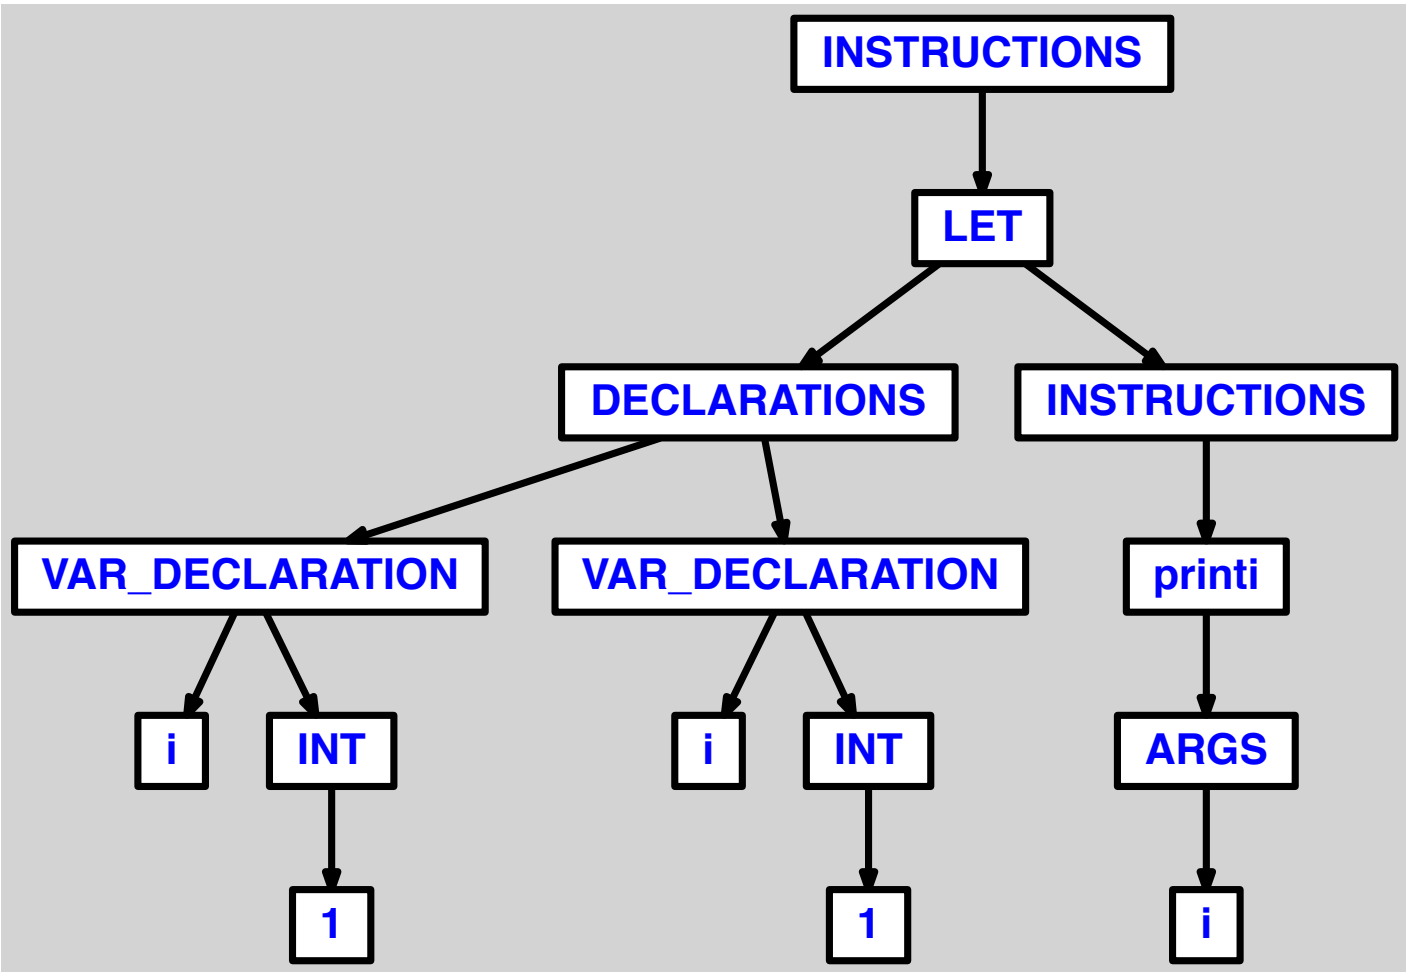 INSTRUCTIONS
LET
DECLARATIONS INSTRUCTIONS
VAR_DECLARATION VAR_DECLARATION printi
i INT i INT ARGS
1 1 i